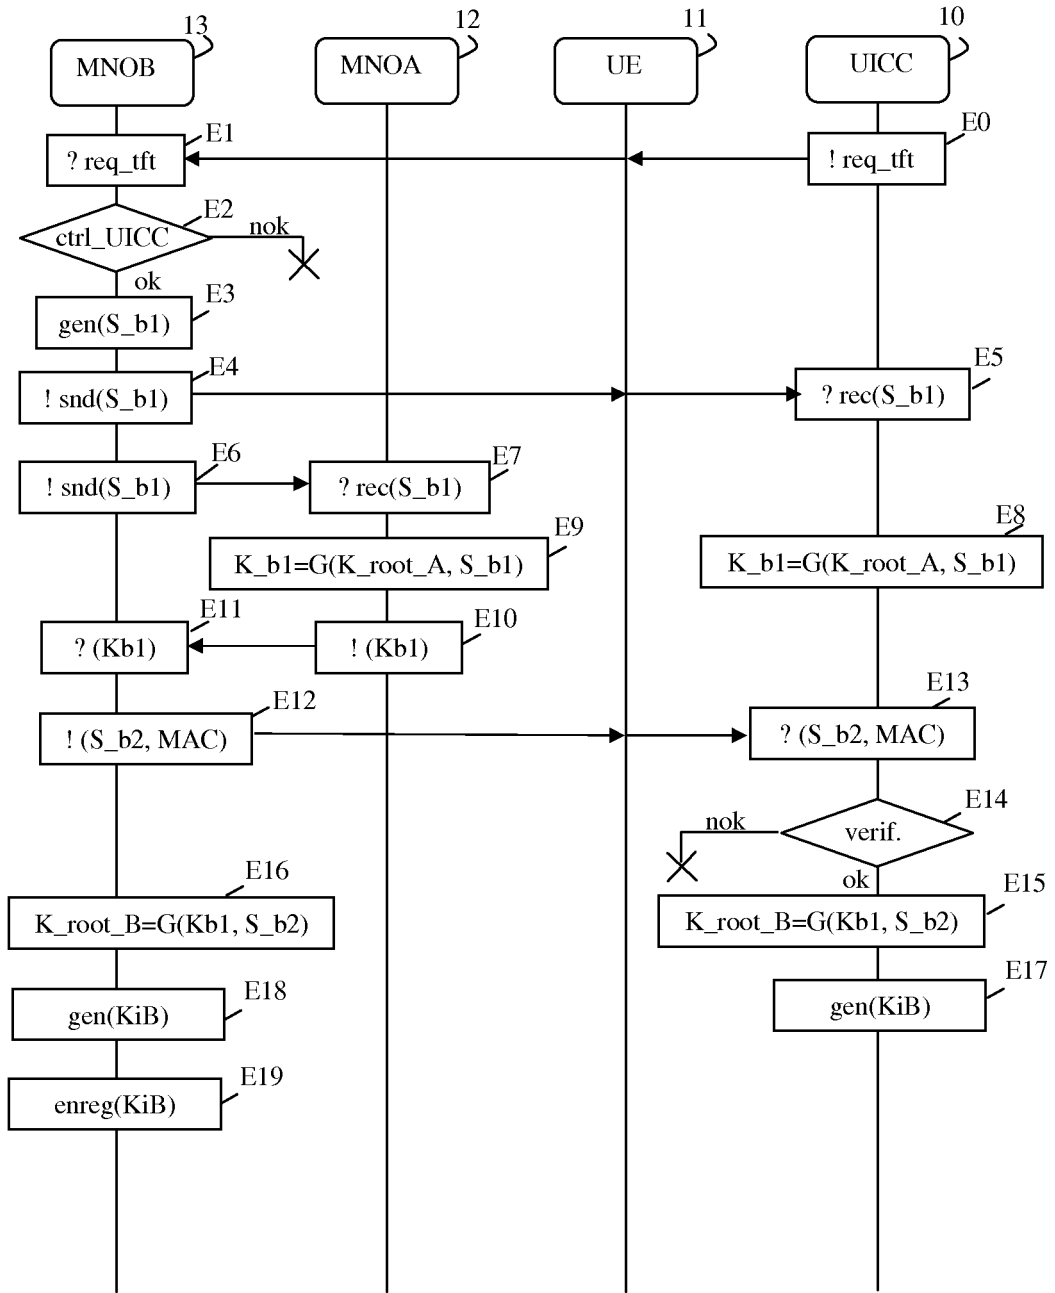 13
12
11
10
MNOB
MNOA
UE
UICC
E1
E0
? req_tft
! req_tft
E2
nok
ctrl_UICC
ok
E3
gen(S_b1)
E4
E5
! snd(S_b1)
? rec(S_b1)
E6
E7
! snd(S_b1)
? rec(S_b1)
E9
E8
K_b1=G(K_root_A, S_b1)
K_b1=G(K_root_A, S_b1)
E11
E10
? (Kb1)
! (Kb1)
E12
E13
! (S_b2, MAC)
? (S_b2, MAC)
E14
nok
verif.
ok
E16
E15
K_root_B=G(Kb1, S_b2)
K_root_B=G(Kb1, S_b2)
E18
E17
gen(KiB)
gen(KiB)
E19
enreg(KiB)